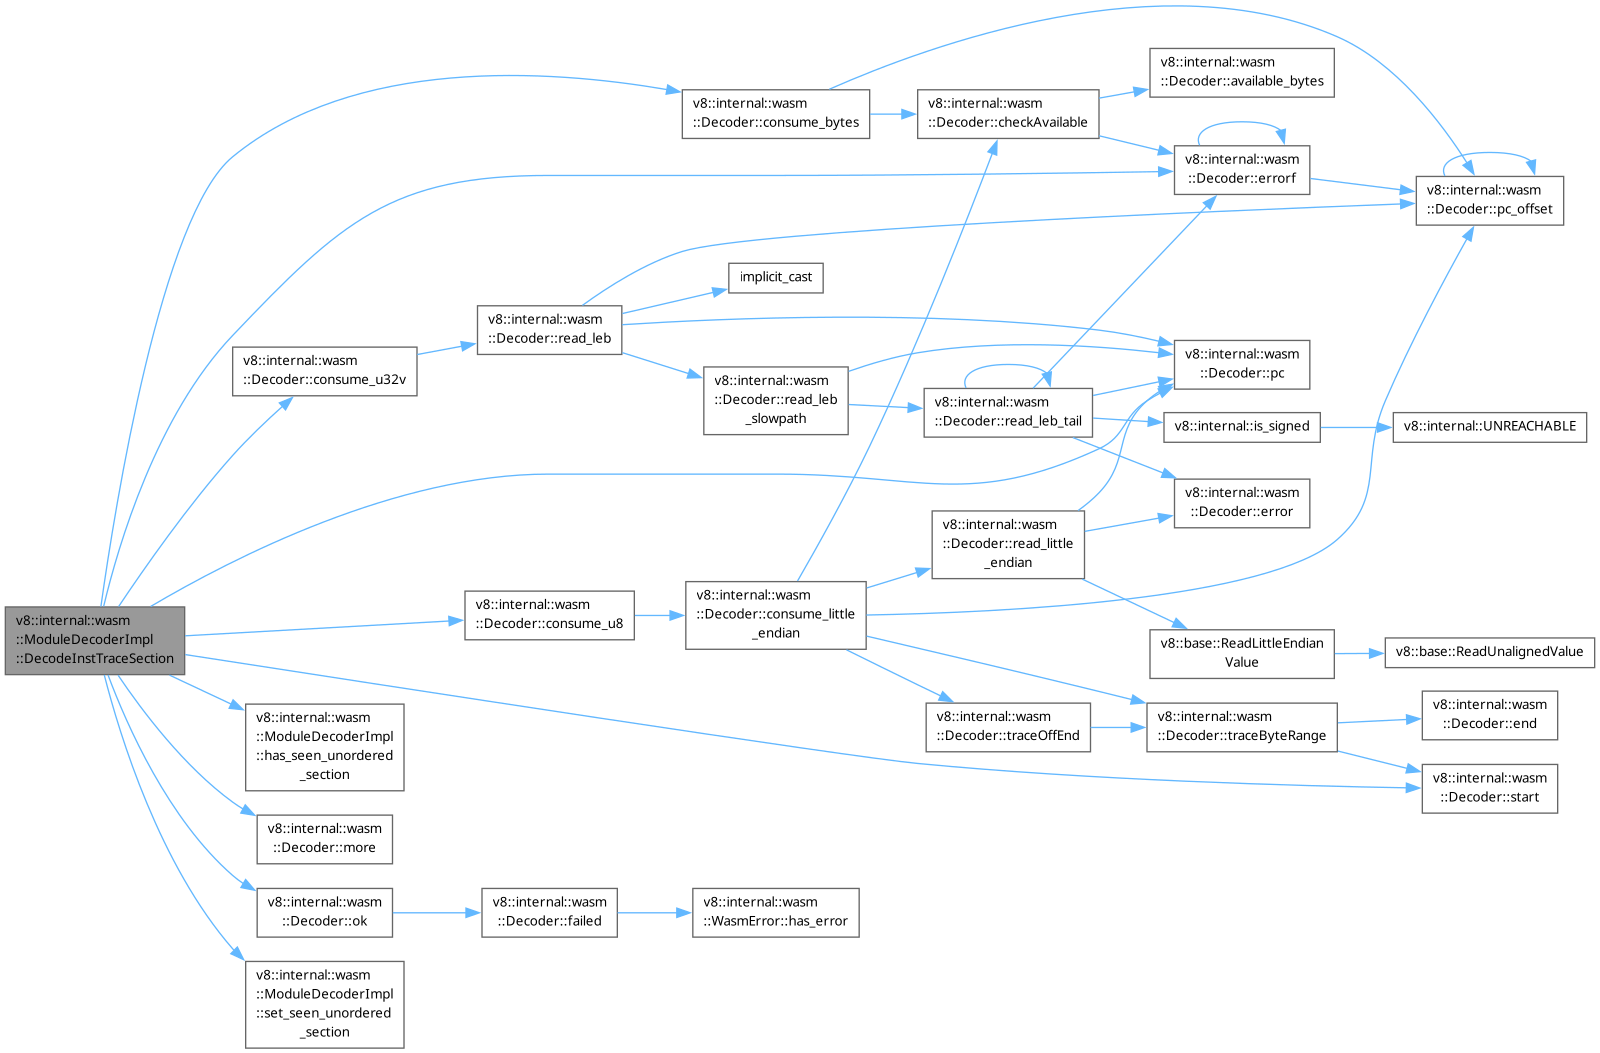 v8::internal::wasm
::ModuleDecoderImpl
::DecodeInstTraceSection
v8::internal::wasm
::Decoder::consume_bytes
v8::internal::wasm
::Decoder::checkAvailable
v8::internal::wasm
::Decoder::available_bytes
v8::internal::wasm
::Decoder::errorf
v8::internal::wasm
::Decoder::pc_offset
implicit_cast
v8::internal::wasm
::Decoder::read_leb
v8::internal::wasm
::Decoder::consume_u32v
v8::internal::wasm
::Decoder::read_leb
_slowpath
v8::internal::wasm
::Decoder::read_leb_tail
v8::internal::wasm
::Decoder::pc
v8::internal::is_signed
v8::internal::UNREACHABLE
v8::internal::wasm
::Decoder::error
v8::internal::wasm
::Decoder::read_little
_endian
v8::internal::wasm
::Decoder::consume_u8
v8::internal::wasm
::Decoder::consume_little
_endian
v8::base::ReadLittleEndian
Value
v8::base::ReadUnalignedValue
v8::internal::wasm
::Decoder::traceOffEnd
v8::internal::wasm
::Decoder::traceByteRange
v8::internal::wasm
::Decoder::end
v8::internal::wasm
::Decoder::start
v8::internal::wasm
::ModuleDecoderImpl
::has_seen_unordered
_section
v8::internal::wasm
::Decoder::more
v8::internal::wasm
::Decoder::ok
v8::internal::wasm
::Decoder::failed
v8::internal::wasm
::WasmError::has_error
v8::internal::wasm
::ModuleDecoderImpl
::set_seen_unordered
_section